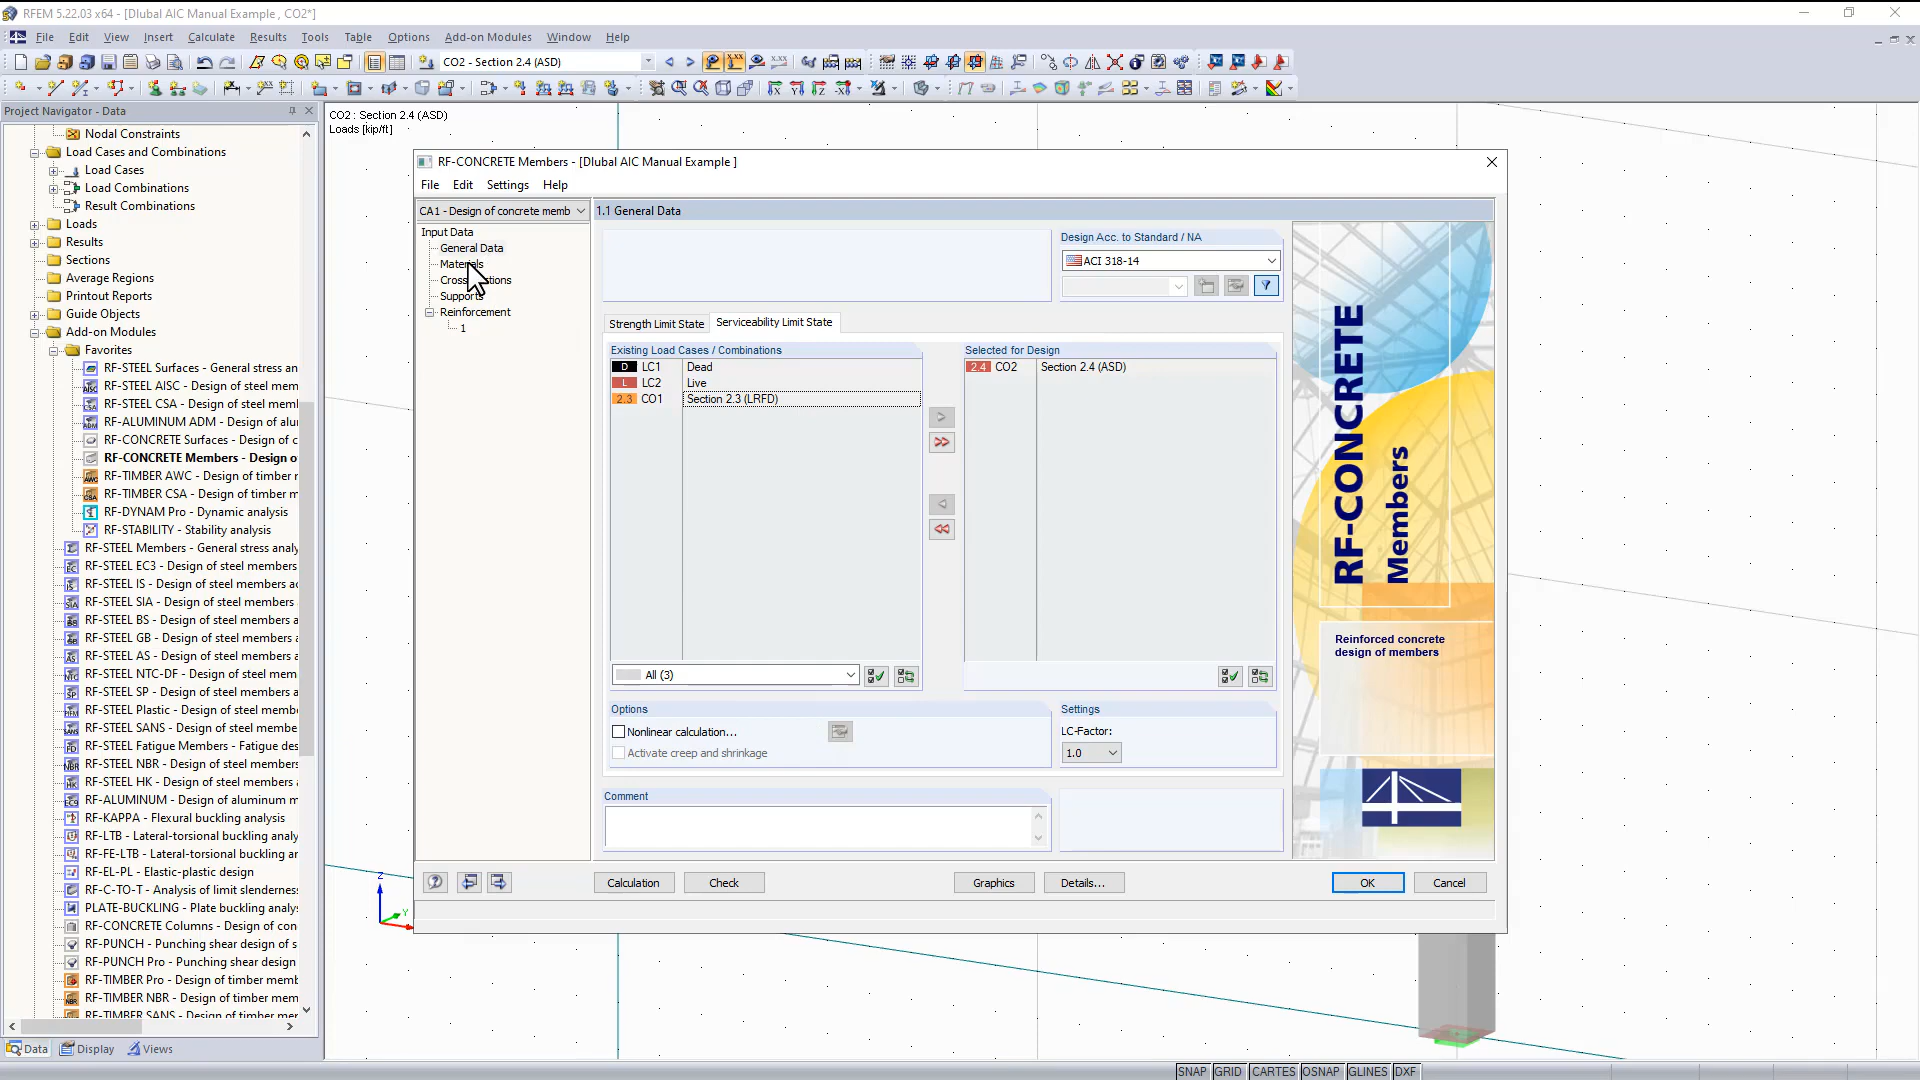 RFEM 5.22.03 x64 - [Dlubal AIC Manual Example , CO2*]
File Edit View Insert Calculate Results Tools Table Options Add-on Modules Window Help
CO2 - Section 2.4 (ASD)
Project Navigator - Data
Nodal Constraints
Load Cases and Combinations
Load Cases
Load Combinations
Result Combinations
Loads
Results
Sections
Average Regions
Printout Reports
Guide Objects
Add-on Modules
Favorites
RF-STEEL Surfaces - General stress an
RF-STEEL AISC - Design of steel mem
RF-STEEL CSA - Design of steel meml
RF-ALUMINUM ADM - Design of alu
RF-CONCRETE Surfaces - Design of c
RF-CONCRETE Members - Design o
RF-TIMBER AWC - Design of timber r
RF-TIMBER CSA - Design of timber m
RF-DYNAM Pro - Dynamic analysis
RF-STABILITY - Stability analysis
RF-STEEL Members - General stress analy
RF-STEEL EC3 - Design of steel members
RF-STEEL IS - Design of steel members ac
RF-STEEL SIA - Design of steel members
RF-STEEL BS - Design of steel members a
RF-STEEL GB - Design of steel members a
RF-STEEL AS - Design of steel members a
RF-STEEL NTC-DF - Design of steel memb
RF-STEEL SP - Design of steel members a
RF-STEEL Plastic - Design of steel memb
RF-STEEL SANS - Design of steel membe
RF-STEEL Fatigue Members - Fatigue des
RF-STEEL NBR - Design of steel members
RF-STEEL HK - Design of steel members a
RF-ALUMINUM - Design of aluminum m
RF-KAPPA - Flexural buckling analysis
RF-LTB - Lateral-torsional buckling analy
RF-FE-LTB - Lateral-torsional buckling ar
RF-EL-PL - Elastic-plastic design
RF-C-TO-T - Analysis of limit slenderness
PLATE-BUCKLING - Plate buckling analys
RF-CONCRETE Columns - Design of con
RF-PUNCH - Punching shear design of s
RF-PUNCH Pro - Punching shear design
RF-TIMBER Pro - Design of timber memb
RF-TIMBER NBR - Design of timber mem
RF-TIMBER SANS - Design of timber mer
Data Display Views
CO2 : Section 2.4 (ASD)
Loads [kip/ft]
Z
Y
RF-CONCRETE Members - [Dlubal AIC Manual Example ]
File Edit Settings Help
CA1 - Design of concrete memb
Input Data
General Data
Materials
Supports
Reinforcement
1
1.1 General Data
Design Acc. to Standard / NA
ACI 318-14
Strength Limit State Serviceability Limit State
Existing Load Cases / Combinations
D LC1 Dead
L LC2 Live
2.3 CO1 Section 2.3 (LRFD)
All (3)
Selected for Design
2.4 CO2 Section 2.4 (ASD)
Options
Nonlinear calculation...
Activate creep and shrinkage
Settings
LC-Factor:
1.0
Comment
RF-CONCRETE
Members
Reinforced concrete
design of members
Calculation Check Graphics Details... OK Cancel
SNAP GRID CARTES OSNAP GLINES DXF